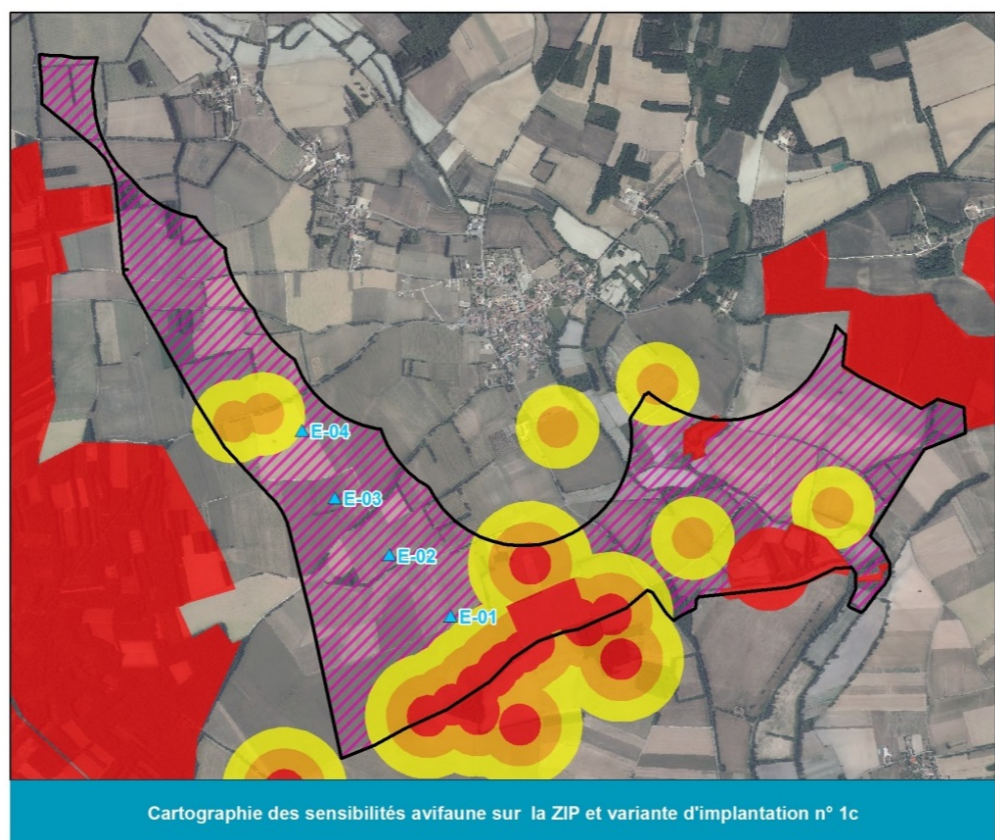 E-04
E-03
E-02
E-01
Cartographie des sensibilités avifaune sur la ZIP et variante d'implantation n° 1c